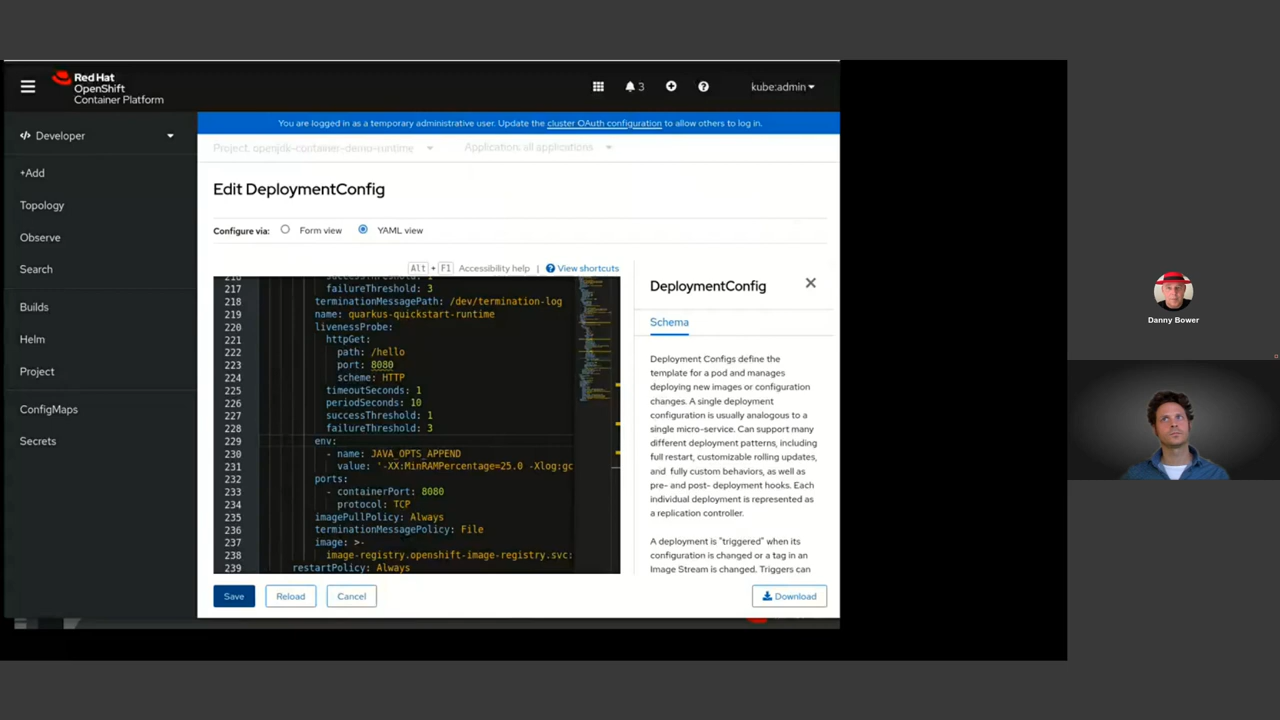 Red Hat
OpenShift
Container Platform
3
kube:admin
Developer
You are logged in as a temporary administrative user. Update the cluster OAuth configuration to allow others to log in.
Project: openjdk-container-demo-runtime
Application: all applications
+Add
Topology
Observe
Search
Builds
Helm
Project
ConfigMaps
Secrets
Edit DeploymentConfig
Configure via: Form view YAML view
Alt + F1 Accessibility help | View shortcuts
216 successThreshold: 1
217 failureThreshold: 3
218 terminationMessagePath: /dev/termination-log
219 name: quarkus-quickstart-runtime
220 livenessProbe:
221 httpGet:
222 path: /hello
223 port: 8080
224 scheme: HTTP
225 timeoutSeconds: 1
226 periodSeconds: 10
227 successThreshold: 1
228 failureThreshold: 3
229 env:
230 - name: JAVA_OPTS_APPEND
231 value: '-XX:MinRAMPercentage=25.0 -Xlog:gc
232 ports:
233 - containerPort: 8080
234 protocol: TCP
235 imagePullPolicy: Always
236 terminationMessagePolicy: File
237 image: >-
238 image-registry.openshift-image-registry.svc:
239 restartPolicy: Always
DeploymentConfig
Schema
Deployment Configs define the
template for a pod and manages
deploying new images or configuration
changes. A single deployment
configuration is usually analogous to a
single micro-service. Can support many
different deployment patterns, including
full restart, customizable rolling updates,
and fully custom behaviors, as well as
pre- and post- deployment hooks. Each
individual deployment is represented as
a replication controller.
A deployment is "triggered" when its
configuration is changed or a tag in an
Image Stream is changed. Triggers can
Save
Reload
Cancel
Download
Danny Bower